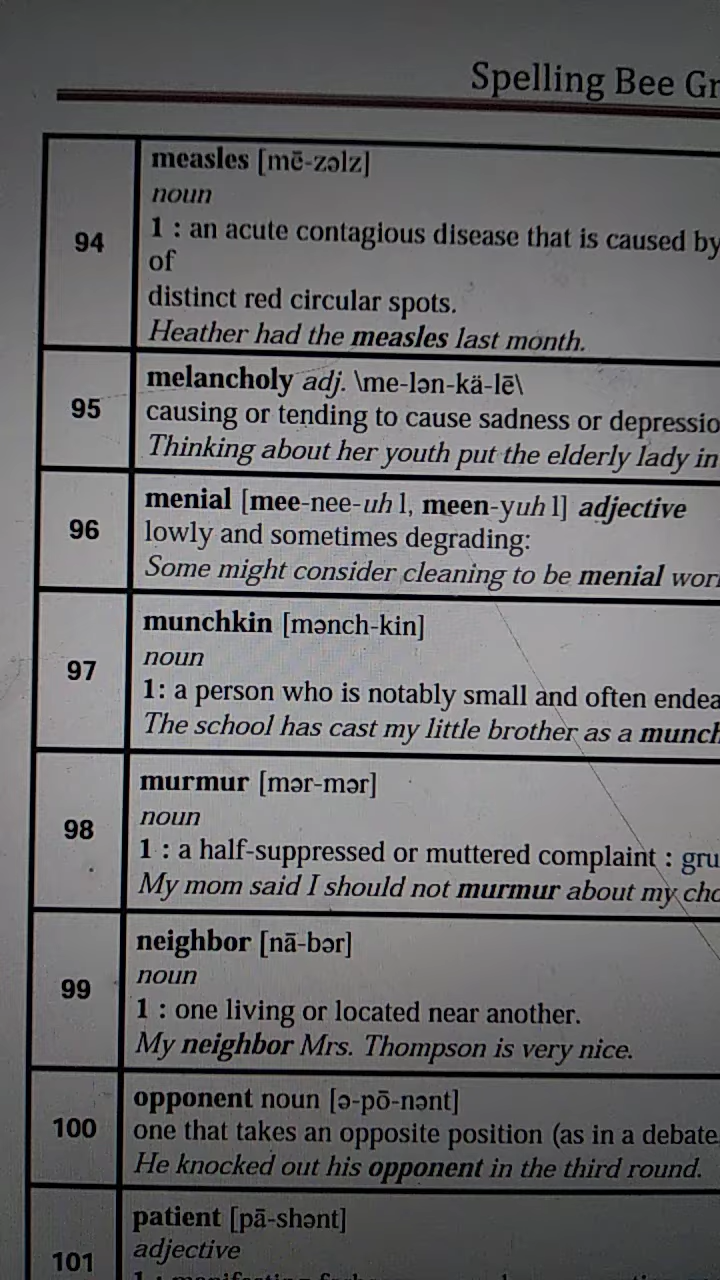 Spelling Bee Gr
94
measles [mē-zəlz]
noun
1 : an acute contagious disease that is caused by
of
distinct red circular spots.
Heather had the measles last month.
95
melancholy adj. \me-lən-kä-lē\
causing or tending to cause sadness or depressio
Thinking about her youth put the elderly lady in
96
menial [mee-nee-uh l, meen-yuh l] adjective
lowly and sometimes degrading:
Some might consider cleaning to be menial wor
97
munchkin [mənch-kin]
noun
1: a person who is notably small and often endea
The school has cast my little brother as a munch
98
murmur [mər-mər]
noun
1 : a half-suppressed or muttered complaint : gru
My mom said I should not murmur about my cho
99
neighbor [nā-bər]
noun
1 : one living or located near another.
My neighbor Mrs. Thompson is very nice.
100
opponent noun [ə-pō-nənt]
one that takes an opposite position (as in a debate
He knocked out his opponent in the third round.
101
patient [pā-shənt]
adjective